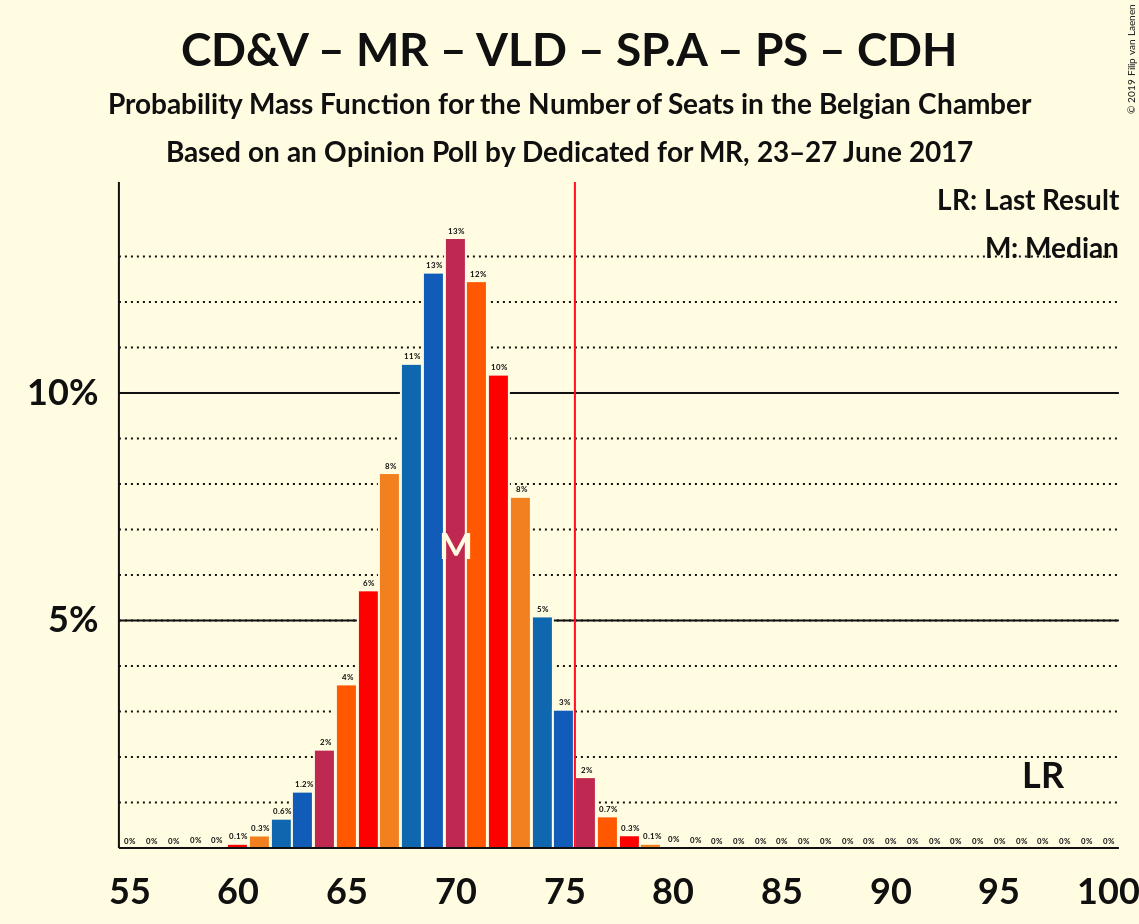 CD&V – MR – VLD – SP.A – PS – CDH
Probability Mass Function for the Number of Seats in the Belgian Chamber
Based on an Opinion Poll by Dedicated for MR, 23–27 June 2017
© 2019 Filip van Laenen
LR: Last Result
M: Median
10%
5%
0% 0% 0% 0% 0% 0.1% 0.3% 0.6% 1.2% 2% 4% 6% 8% 11% 13% 13% 12% 10% 8% 5% 3% 2% 0.7% 0.3% 0.1% 0% 0% 0% 0% 0% 0% 0% 0% 0% 0% 0% 0% 0% 0% 0% 0% 0% 0% 0% 0% 0%
M
LR
55 60 65 70 75 80 85 90 95 100